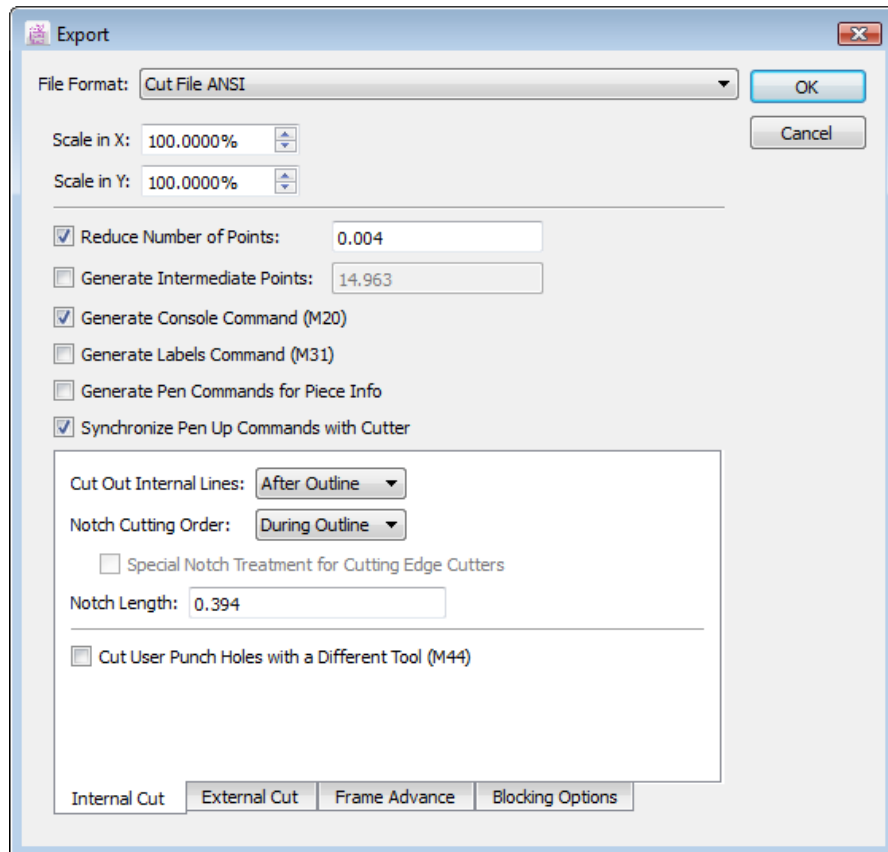 Export
File Format: Cut File ANSI
OK
Scale in X: 100.0000%
Cancel
Scale in Y: 100.0000%
Reduce Number of Points: 0.004
Generate Intermediate Points: 14.963
Generate Console Command (M20)
Generate Labels Command (M31)
Generate Pen Commands for Piece Info
Synchronize Pen Up Commands with Cutter
Cut Out Internal Lines: After Outline
Notch Cutting Order: During Outline
Special Notch Treatment for Cutting Edge Cutters
Notch Length: 0.394
Cut User Punch Holes with a Different Tool (M44)
Internal Cut External Cut Frame Advance Blocking Options